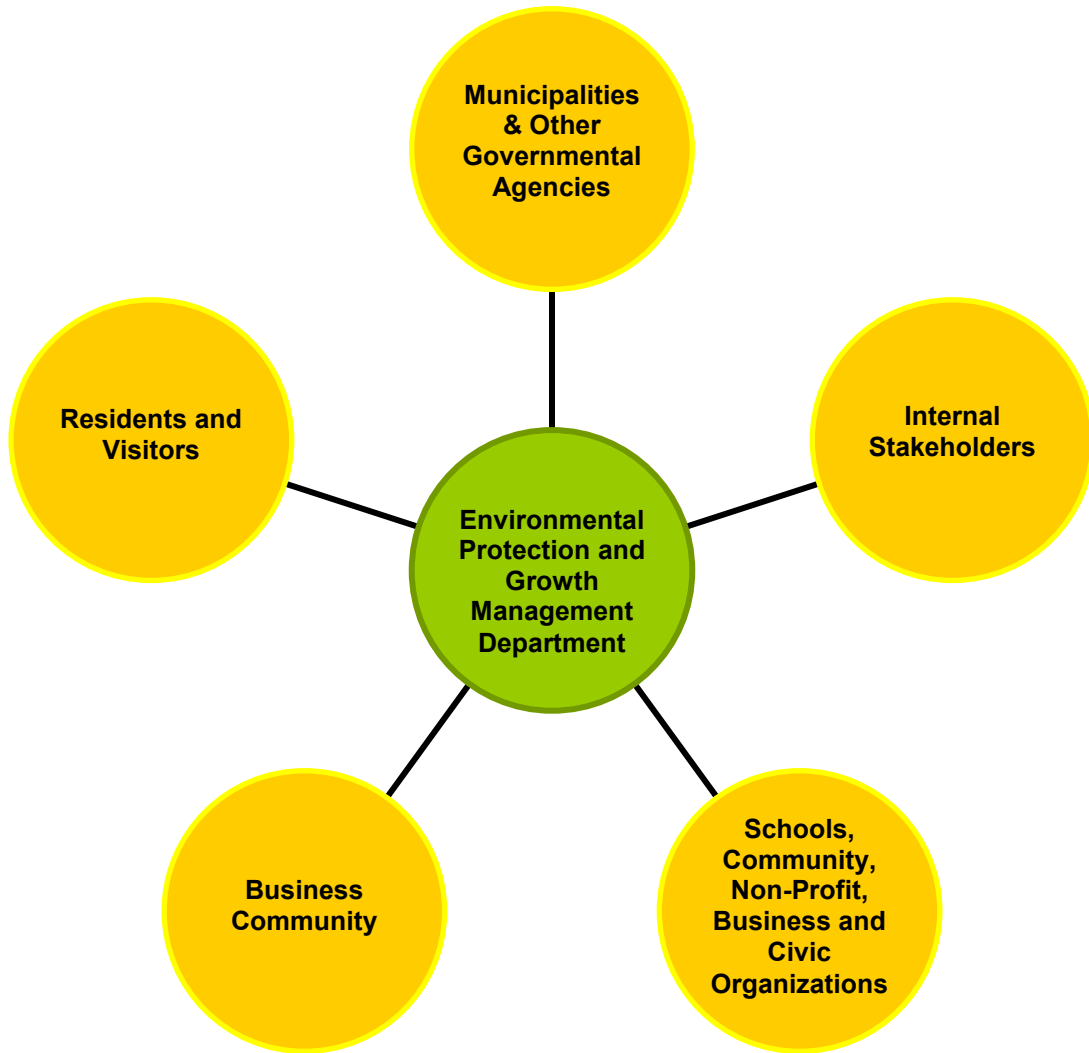 Municipalities
& Other
Governmental
Agencies
Residents and
Visitors
Internal
Stakeholders
Environmental
Protection and
Growth
Management
Department
Business
Community
Schools,
Community,
Non-Profit,
Business and
Civic
Organizations